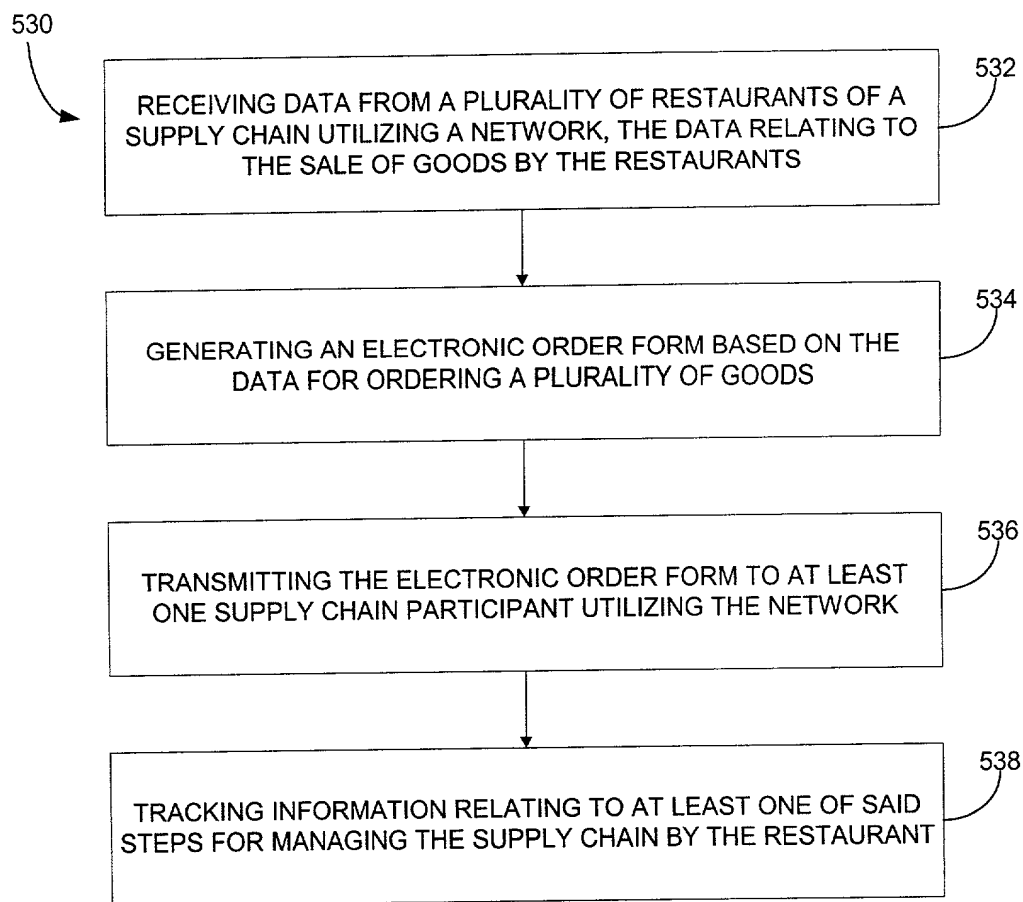 530
532
RECEIVING DATA FROM A PLURALITY OF RESTAURANTS OF A
SUPPLY CHAIN UTILIZING A NETWORK, THE DATA RELATING TO
THE SALE OF GOODS BY THE RESTAURANTS
534
GENERATING AN ELECTRONIC ORDER FORM BASED ON THE
DATA FOR ORDERING A PLURALITY OF GOODS
536
TRANSMITTING THE ELECTRONIC ORDER FORM TO AT LEAST
ONE SUPPLY CHAIN PARTICIPANT UTILIZING THE NETWORK
538
TRACKING INFORMATION RELATING TO AT LEAST ONE OF SAID
STEPS FOR MANAGING THE SUPPLY CHAIN BY THE RESTAURANT